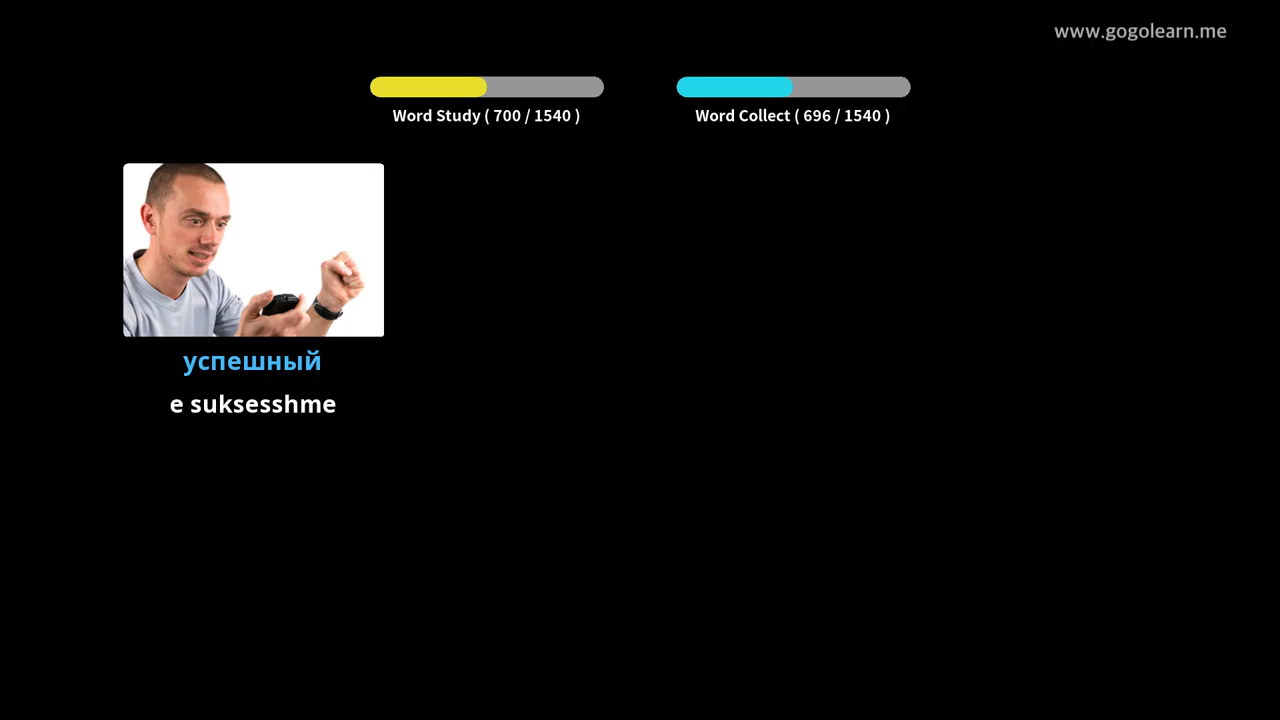 www.gogolearn.me
Word Study ( 700 / 1540 )
Word Collect ( 696 / 1540 )
успешный
e suksesshme